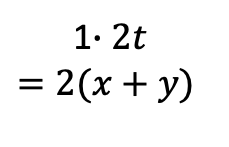 1· 2t
= 2(x + y)